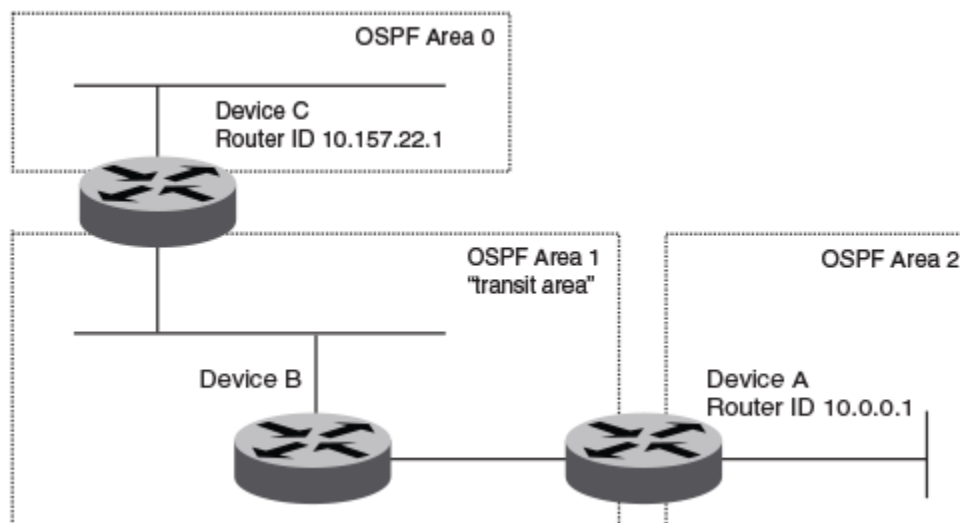 OSPF Area 0
Device C
Router ID 10.157.22.1
OSPF Area 1
“transit area”
OSPF Area 2
Device B
Device A
Router ID 10.0.0.1